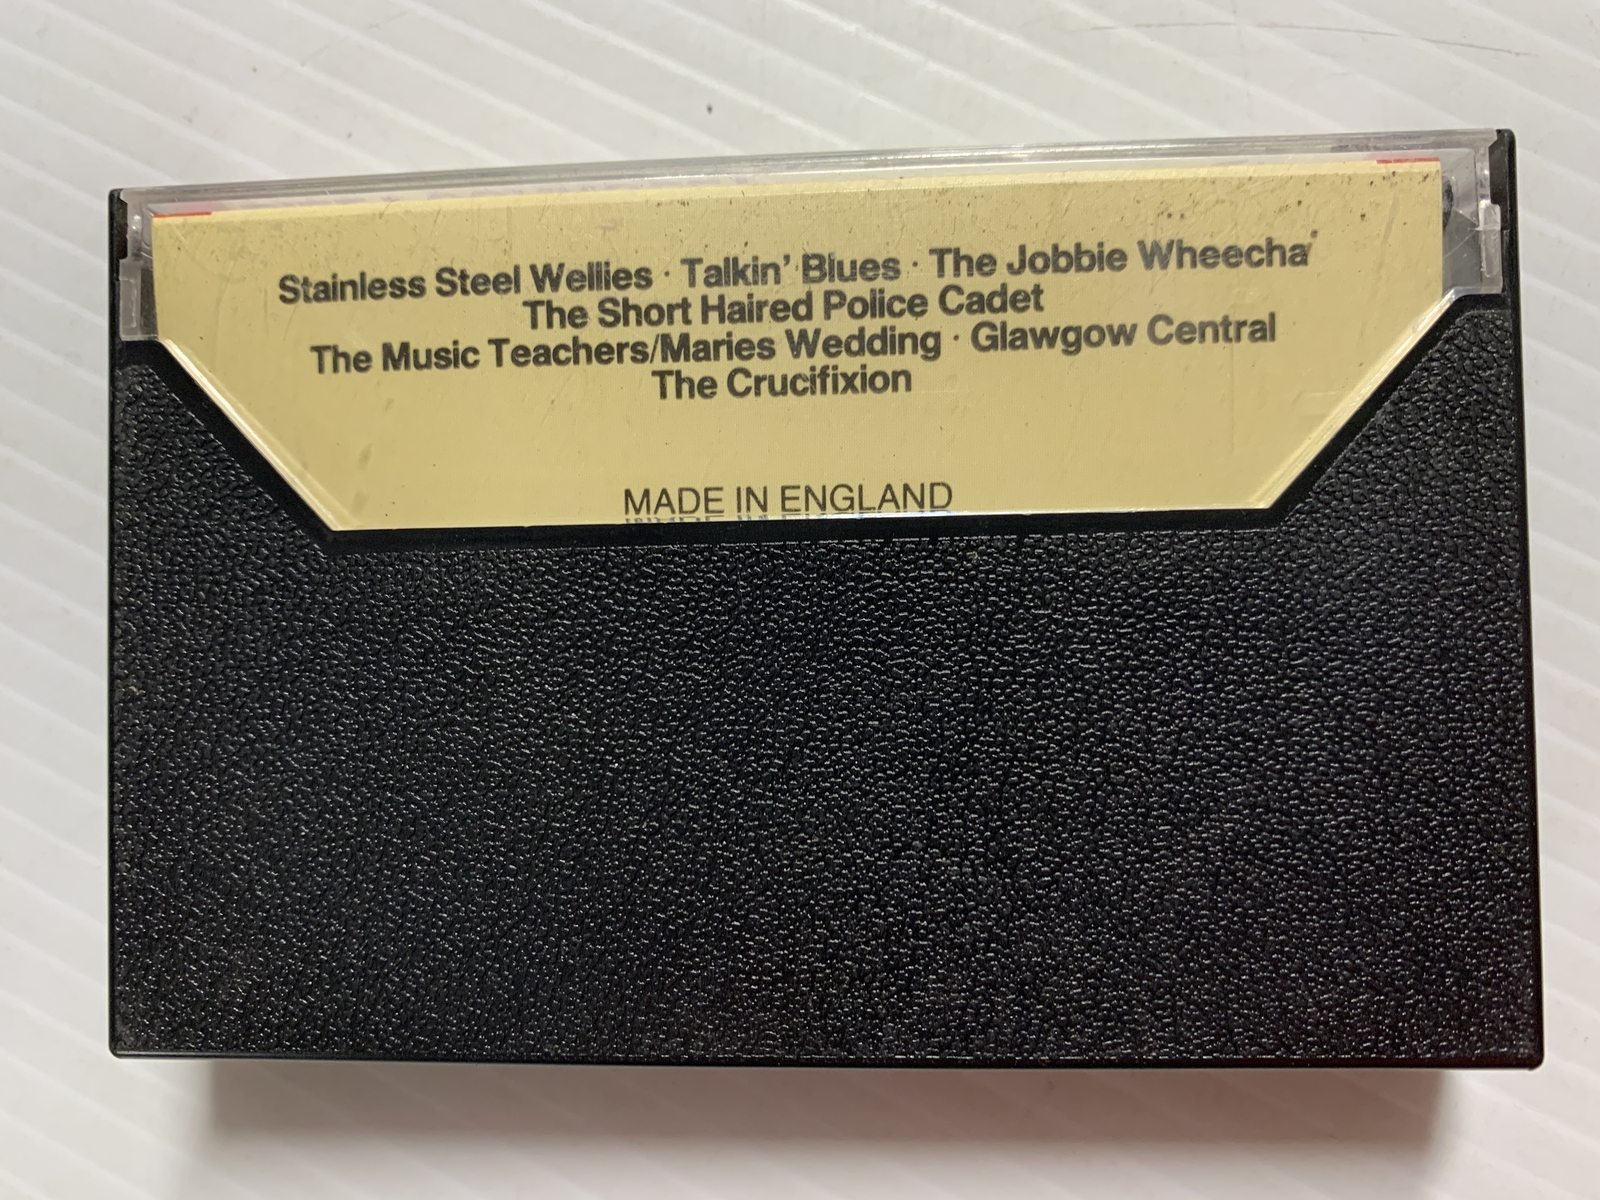 Stainless Steel Wellies · Talkin' Blues · The Jobbie Wheecha'
The Short Haired Police Cadet
The Music Teachers/Maries Wedding · Glawgow Central
The Crucifixion
MADE IN ENGLAND